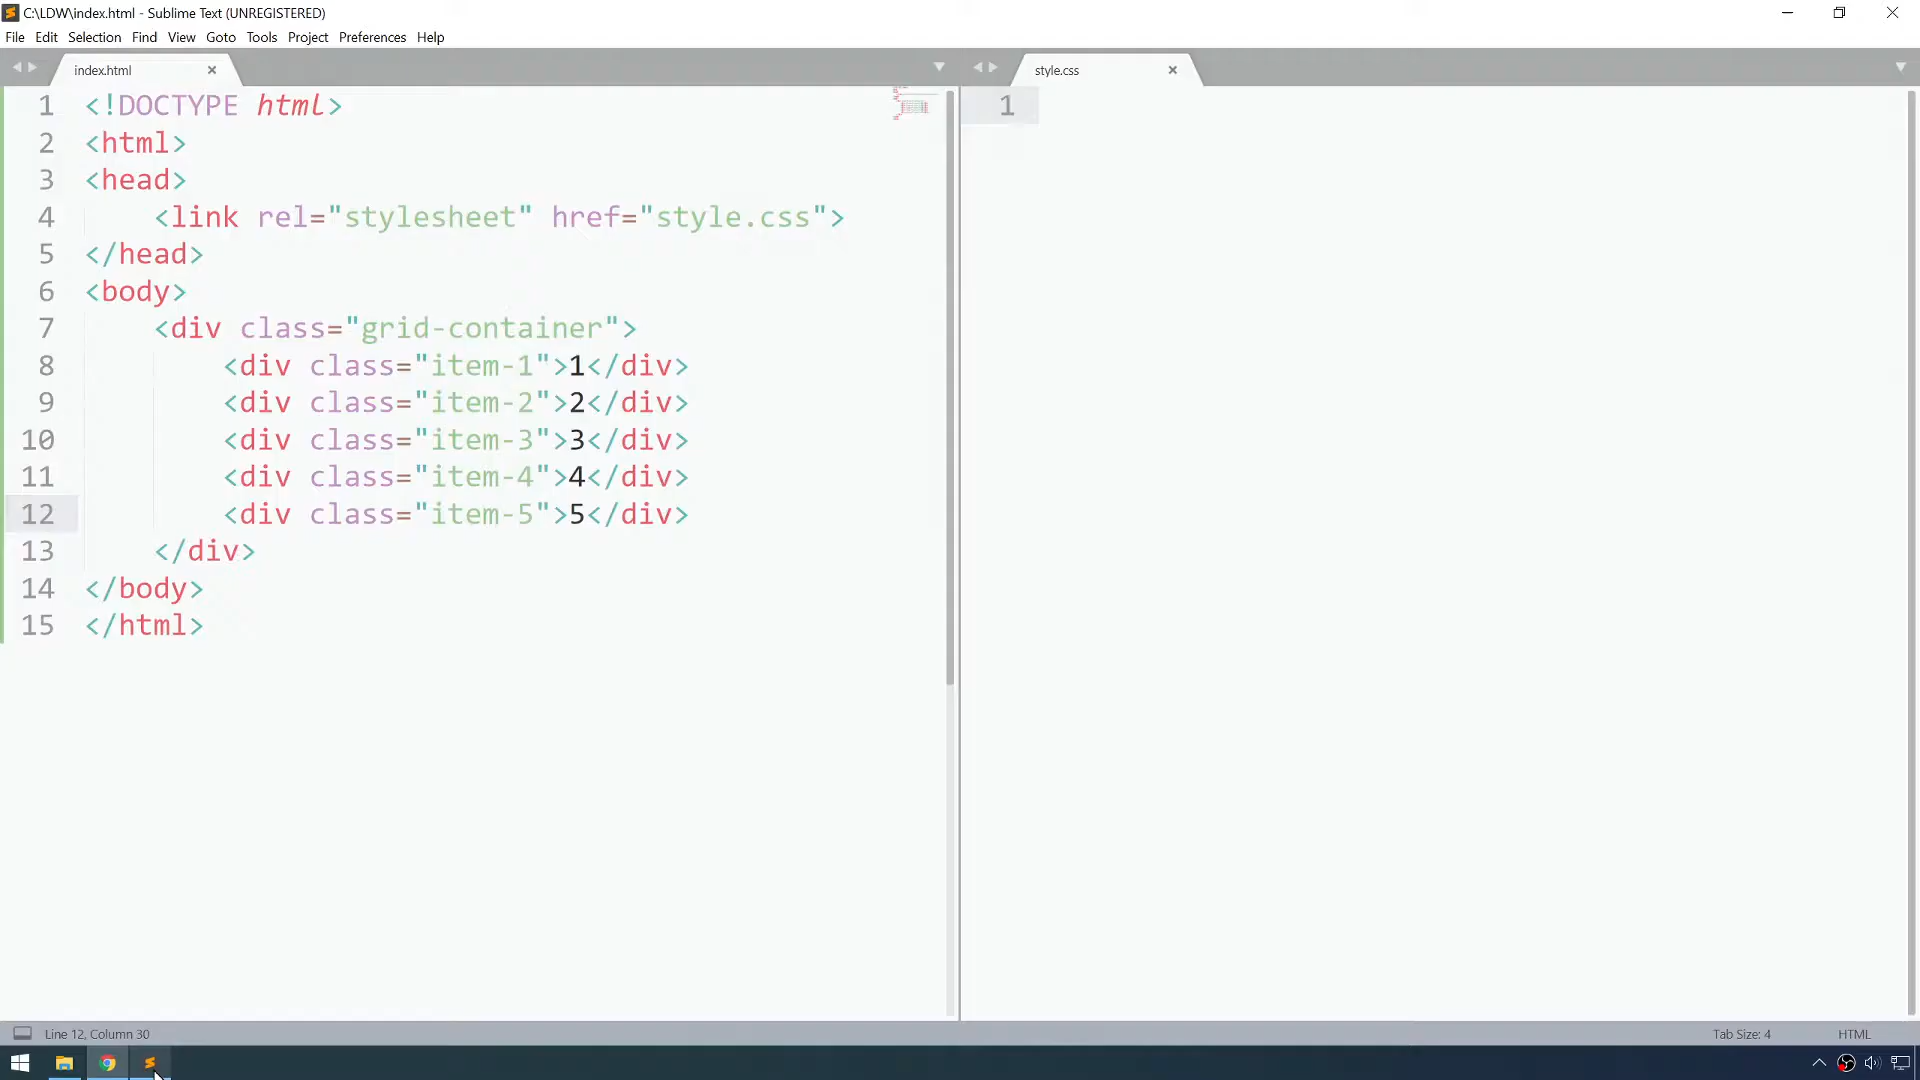 C:\LDW\index.html - Sublime Text (UNREGISTERED)
File Edit Selection Find View Goto Tools Project Preferences Help
index.html
1 <!DOCTYPE html>
2 <html>
3 <head>
4 <link rel="stylesheet" href="style.css">
5 </head>
6 <body>
7 <div class="grid-container">
8 <div class="item-1">1</div>
9 <div class="item-2">2</div>
10 <div class="item-3">3</div>
11 <div class="item-4">4</div>
12 <div class="item-5">5</div>
13 </div>
14 </body>
15 </html>
style.css
1
Line 12, Column 30
Tab Size: 4
HTML